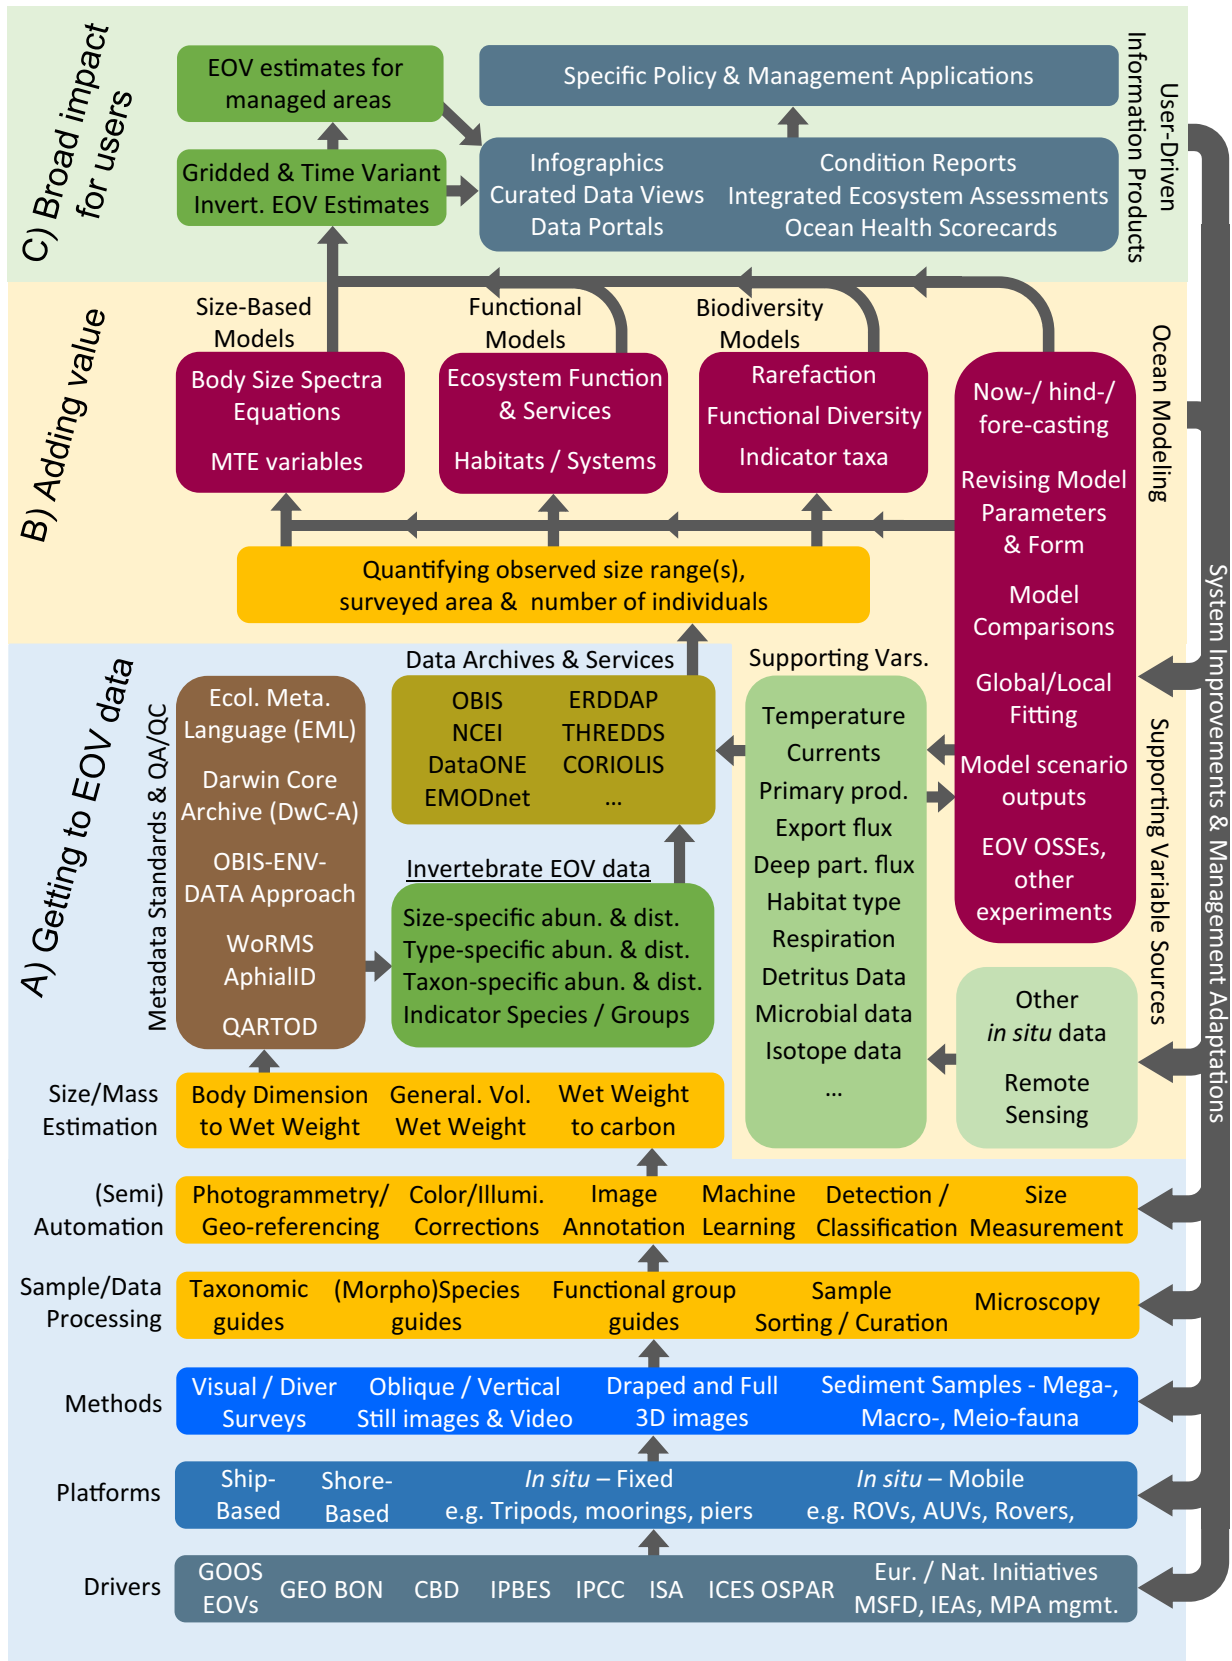 C) Broad impact
for users
EOV estimates for
managed areas
Gridded & Time Variant
Invert. EOV Estimates
Specific Policy & Management Applications
Infographics
Curated Data Views
Data Portals
Condition Reports
Integrated Ecosystem Assessments
Ocean Health Scorecards
User-Driven
Information Products
B) Adding value
Size-Based
Models
Functional
Models
Biodiversity
Models
Body Size Spectra
Equations
MTE variables
Ecosystem Function
& Services
Habitats / Systems
Rarefaction
Functional Diversity
Indicator taxa
Now-/ hind-/
fore-casting
Revising Model
Parameters
& Form
Model
Comparisons
Global/Local
Fitting
Model scenario
outputs
EOV OSSEs,
other
experiments
Ocean Modeling
Quantifying observed size range(s),
surveyed area & number of individuals
A) Getting to EOV data
Metadata Standards & QA/QC
Ecol. Meta.
Language (EML)
Darwin Core
Archive (DwC-A)
OBIS-ENV-
DATA Approach
WoRMS
AphialID
QARTOD
Data Archives & Services
OBIS
NCEI
DataONE
EMODnet
ERDDAP
THREDDS
CORIOLIS
...
Invertebrate EOV data
Size-specific abun. & dist.
Type-specific abun. & dist.
Taxon-specific abun. & dist.
Indicator Species / Groups
Supporting Vars.
Temperature
Currents
Primary prod.
Export flux
Deep part. flux
Habitat type
Respiration
Detritus Data
Microbial data
Isotope data
...
Other
in situ data
Remote
Sensing
Supporting Variable Sources
System Improvements & Management Adaptations
Size/Mass
Estimation
Body Dimension
to Wet Weight
General. Vol.
Wet Weight
Wet Weight
to carbon
(Semi)
Automation
Photogrammetry/
Geo-referencing
Color/Illumi.
Corrections
Image
Annotation
Machine
Learning
Detection /
Classification
Size
Measurement
Sample/Data
Processing
Taxonomic
guides
(Morpho)Species
guides
Functional group
guides
Sample
Sorting / Curation
Microscopy
Methods
Visual / Diver
Surveys
Oblique / Vertical
Still images & Video
Draped and Full
3D images
Sediment Samples - Mega-,
Macro-, Meio-fauna
Platforms
Ship-
Based
Shore-
Based
In situ – Fixed
e.g. Tripods, moorings, piers
In situ – Mobile
e.g. ROVs, AUVs, Rovers,
Drivers
GOOS
EOVs
GEO BON
CBD
IPBES
IPCC
ISA
ICES OSPAR
Eur. / Nat. Initiatives
MSFD, IEAs, MPA mgmt.